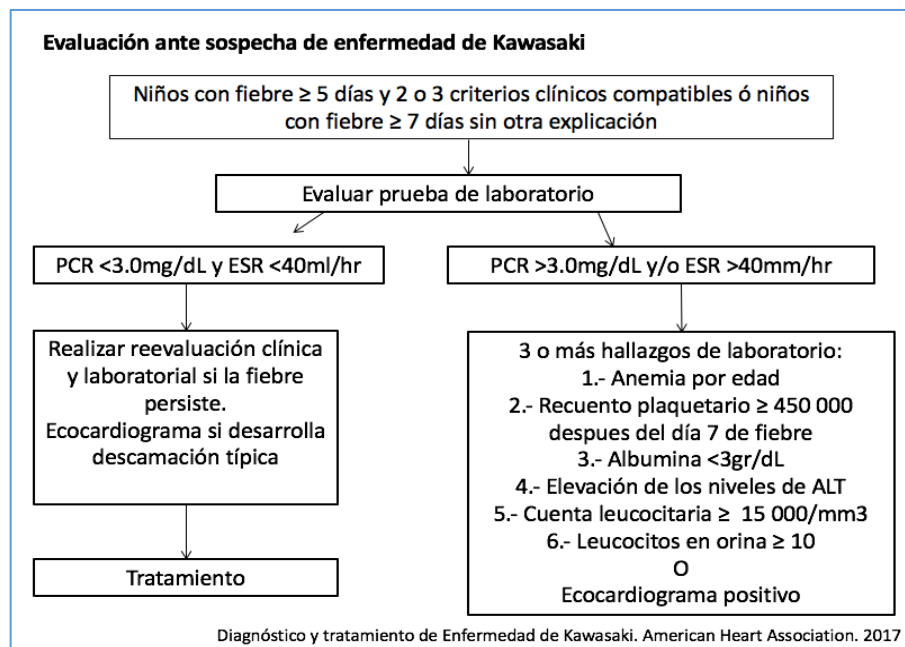 Evaluación ante sospecha de enfermedad de Kawasaki
Niños con fiebre ≥ 5 días y 2 o 3 criterios clínicos compatibles ó niños
con fiebre ≥ 7 días sin otra explicación
Evaluar prueba de laboratorio
PCR <3.0mg/dL y ESR <40ml/hr
PCR >3.0mg/dL y/o ESR >40mm/hr
Realizar reevaluación clínica
y laboratorial si la fiebre
persiste.
Ecocardiograma si desarrolla
descamación típica
Tratamiento
3 o más hallazgos de laboratorio:
1.- Anemia por edad
2.- Recuento plaquetario ≥ 450 000
despues del día 7 de fiebre
3.- Albumina <3gr/dL
4.- Elevación de los niveles de ALT
5.- Cuenta leucocitaria ≥ 15 000/mm3
6.- Leucocitos en orina ≥ 10
O
Ecocardiograma positivo
Diagnóstico y tratamiento de Enfermedad de Kawasaki. American Heart Association. 2017